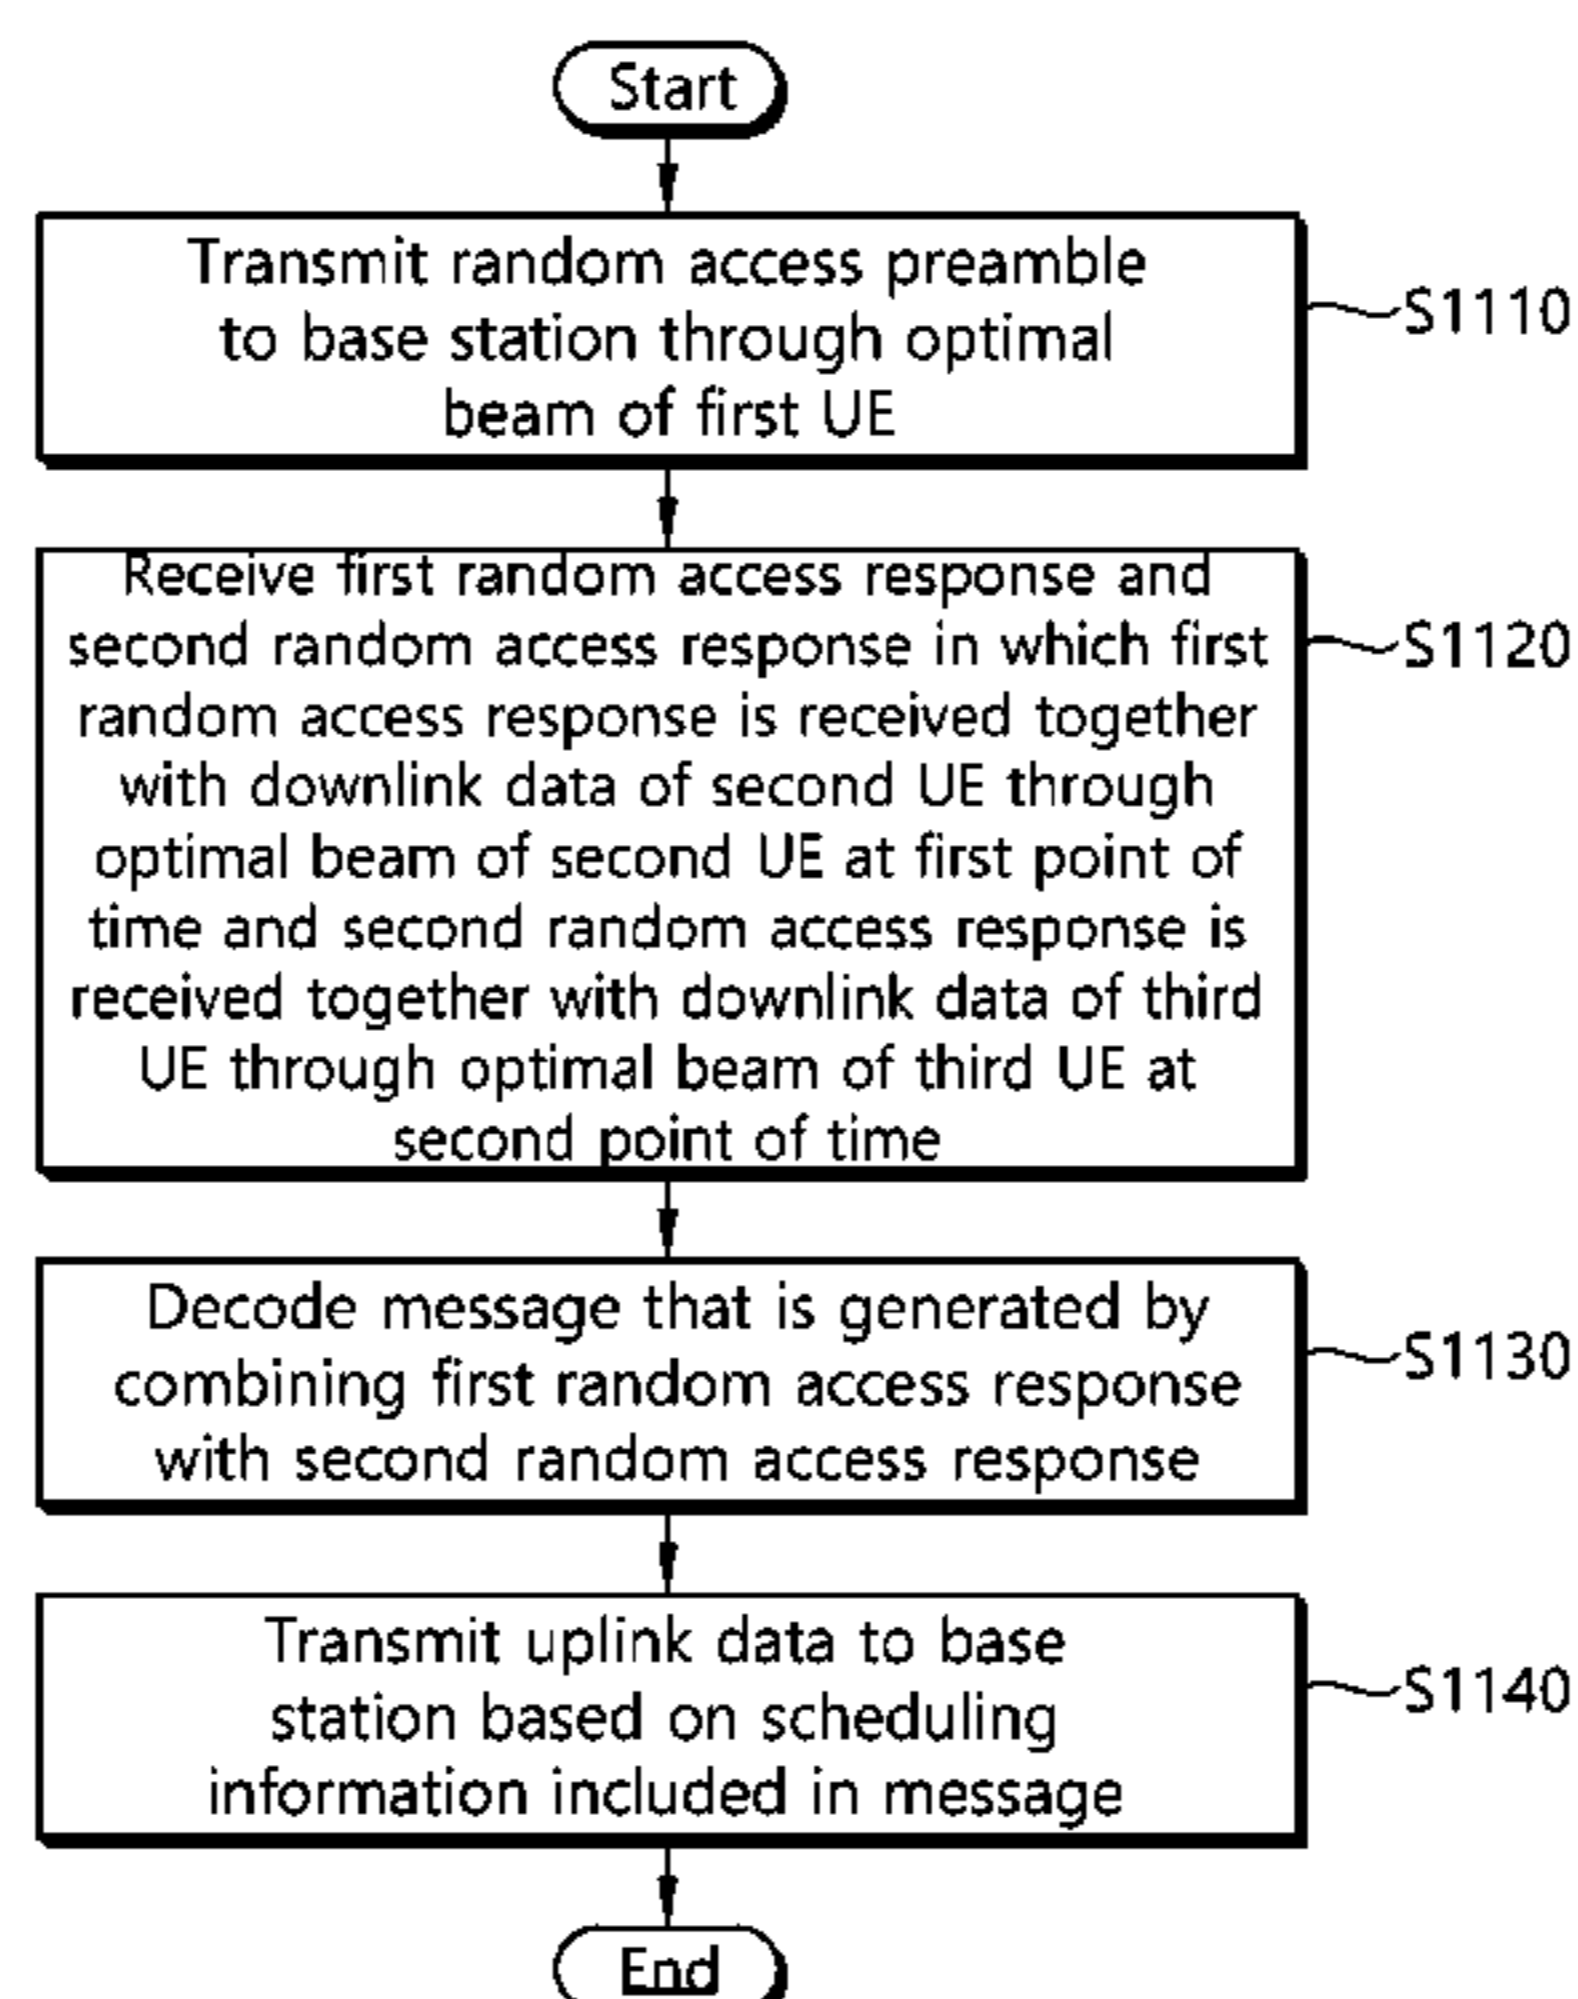 Start
Transmit random access preamble
to base station through optimal
beam of first UE
S1110
Receive first random access response and
second random access response in which first
random access response is received together
with downlink data of second UE through
optimal beam of second UE at first point of
time and second random access response is
received together with downlink data of third
UE through optimal beam of third UE at
second point of time
S1120
Decode message that is generated by
combining first random access response
with second random access response
S1130
Transmit uplink data to base
station based on scheduling
information included in message
S1140
End